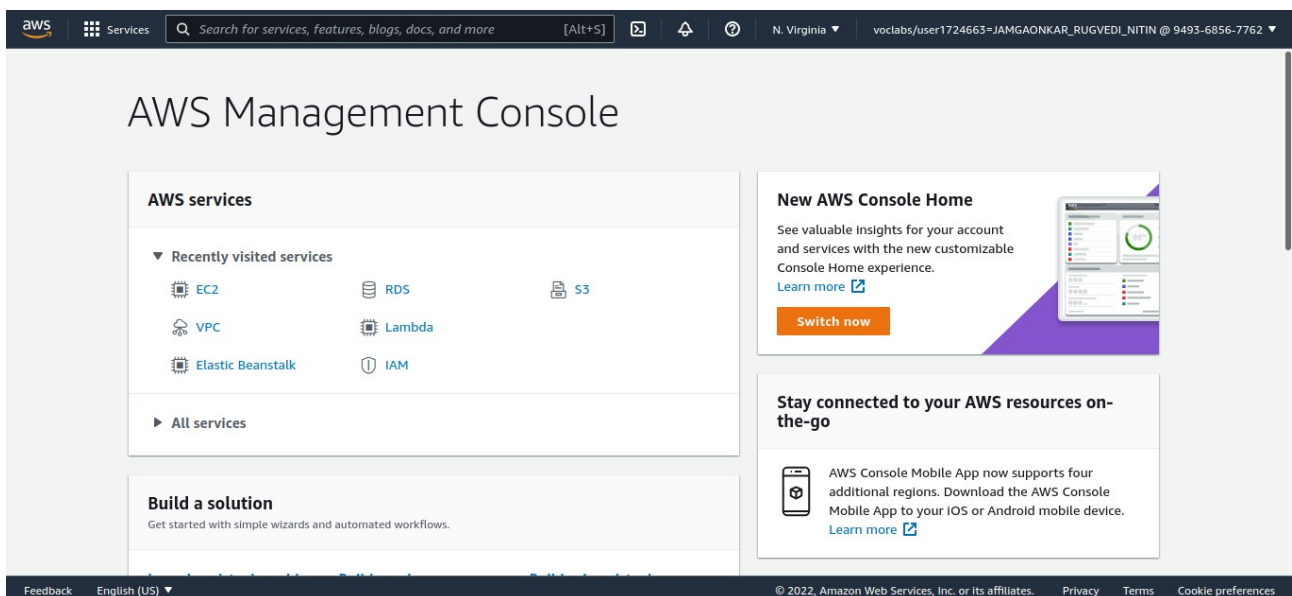 aws
Services
Search for services, features, blogs, docs, and more
[Alt+S]
N. Virginia ▼
voclabs/user1724663=JAMGAONKAR_RUGVEDI_NITIN @ 9493-6856-7762 ▼
AWS Management Console
AWS services
▼ Recently visited services
EC2
RDS
S3
VPC
Lambda
Elastic Beanstalk
IAM
▶ All services
Build a solution
Get started with simple wizards and automated workflows.
New AWS Console Home
See valuable insights for your account
and services with the new customizable
Console Home experience.
Learn more
Switch now
Stay connected to your AWS resources on-
the-go
AWS Console Mobile App now supports four
additional regions. Download the AWS Console
Mobile App to your iOS or Android mobile device.
Learn more
Feedback
English (US) ▼
© 2022, Amazon Web Services, Inc. or its affiliates.
Privacy
Terms
Cookie preferences